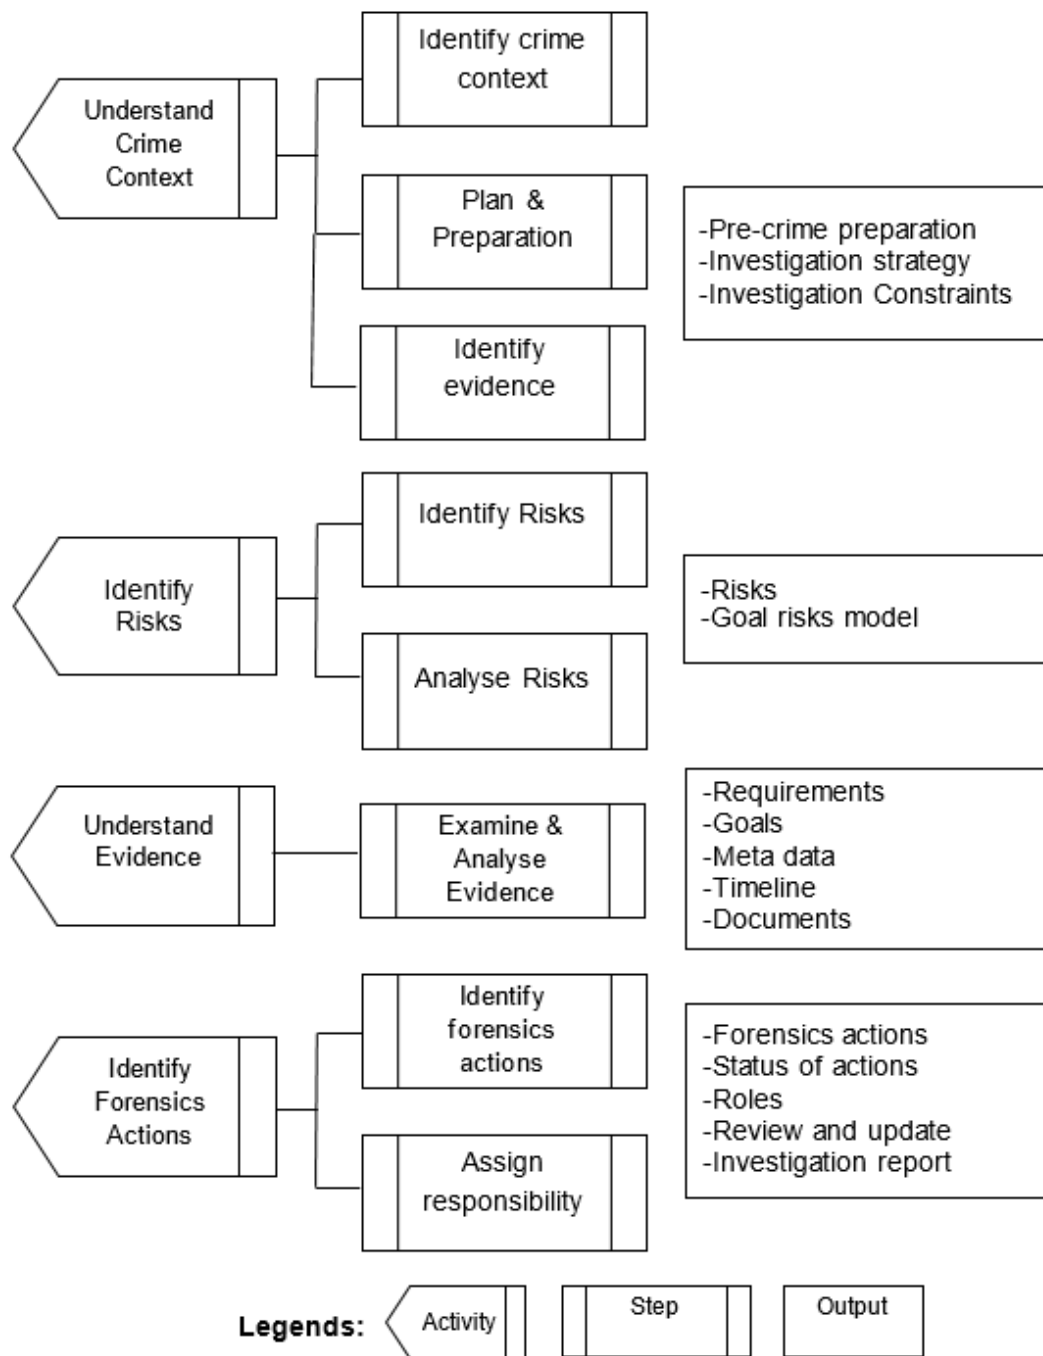 Understand
Crime
Context
Identify crime
context
Plan &
Preparation
Identify
evidence
-Pre-crime preparation
-Investigation strategy
-Investigation Constraints
Identify
Risks
Identify Risks
Analyse Risks
-Risks
-Goal risks model
Understand
Evidence
Examine &
Analyse
Evidence
-Requirements
-Goals
-Meta data
-Timeline
-Documents
Identify
Forensics
Actions
Identify
forensics
actions
Assign
responsibility
-Forensics actions
-Status of actions
-Roles
-Review and update
-Investigation report
Legends:
Activity
Step
Output